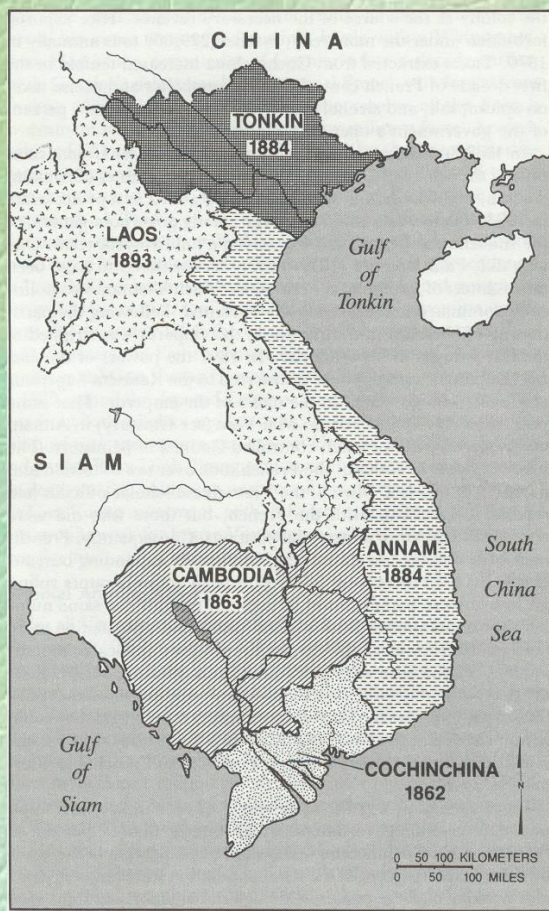 CHINA
TONKIN
1884
LAOS
1893
Gulf
of
Tonkin
SIAM
ANNAM
1884
South
China
Sea
CAMBODIA
1863
Gulf
of
Siam
COCHINCHINA
1862
N
0 50 100 KILOMETERS
0 50 100 MILES